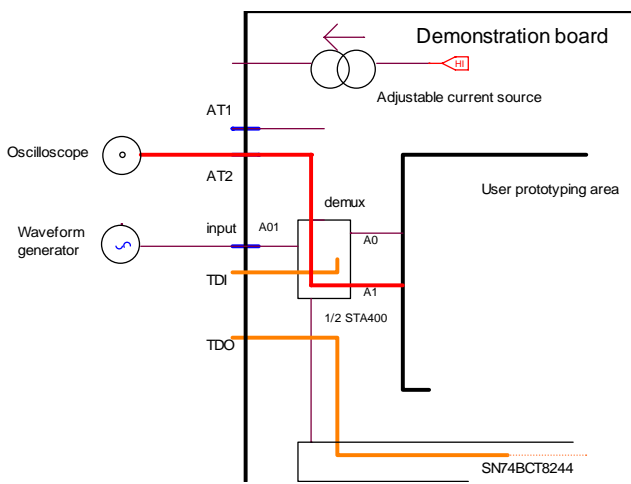 Demonstration board
HI
Adjustable current source
AT1
Oscilloscope
AT2
User prototyping area
demux
Waveform
generator
input
A01
A0
TDI
A1
1/2 STA400
TDO
SN74BCT8244